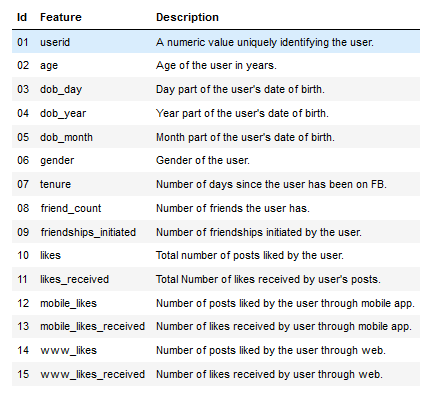 Id Feature Description
01 userid A numeric value uniquely identifying the user.
02 age Age of the user in years.
03 dob_day Day part of the user's date of birth.
04 dob_year Year part of the user's date of birth.
05 dob_month Month part of the user's date of birth.
06 gender Gender of the user.
07 tenure Number of days since the user has been on FB.
08 friend_count Number of friends the user has.
09 friendships_initiated Number of friendships initiated by the user.
10 likes Total number of posts liked by the user.
11 likes_received Total Number of likes received by user's posts.
12 mobile_likes Number of posts liked by the user through mobile app.
13 mobile_likes_received Number of likes received by user through mobile app.
14 www_likes Number of posts liked by the user through web.
15 www_likes_received Number of likes received by user through web.